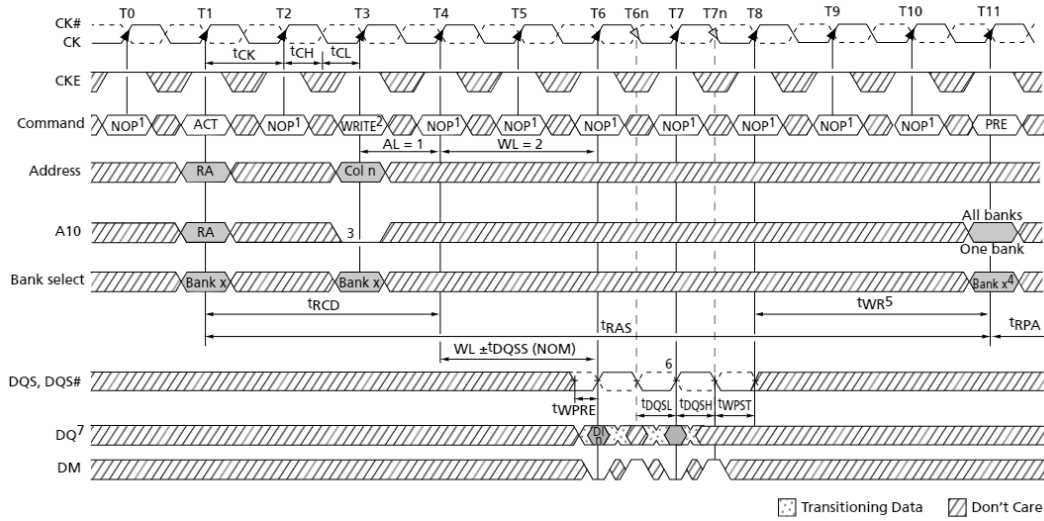 T0 T1 T2 T3 T4 T5 T6 T6n T7 T7n T8 T9 T10 T11
CK#
CK
tCK tCH tCL
CKE
Command NOP1 ACT NOP1 WRITE2 NOP1 NOP1 NOP1 NOP1 NOP1 NOP1 NOP1 PRE
AL = 1 WL = 2
Address RA Col n
All banks
A10 RA 3
One bank
Bank select Bank x Bank x Bank x4
tRCD tWR5
tRAS tRPA
WL ±tDQSS (NOM) 6
DQS, DQS#
tWPRE tDQSL tDQSH tWPST
DQ7 DI
n
DM
Transitioning Data Don't Care